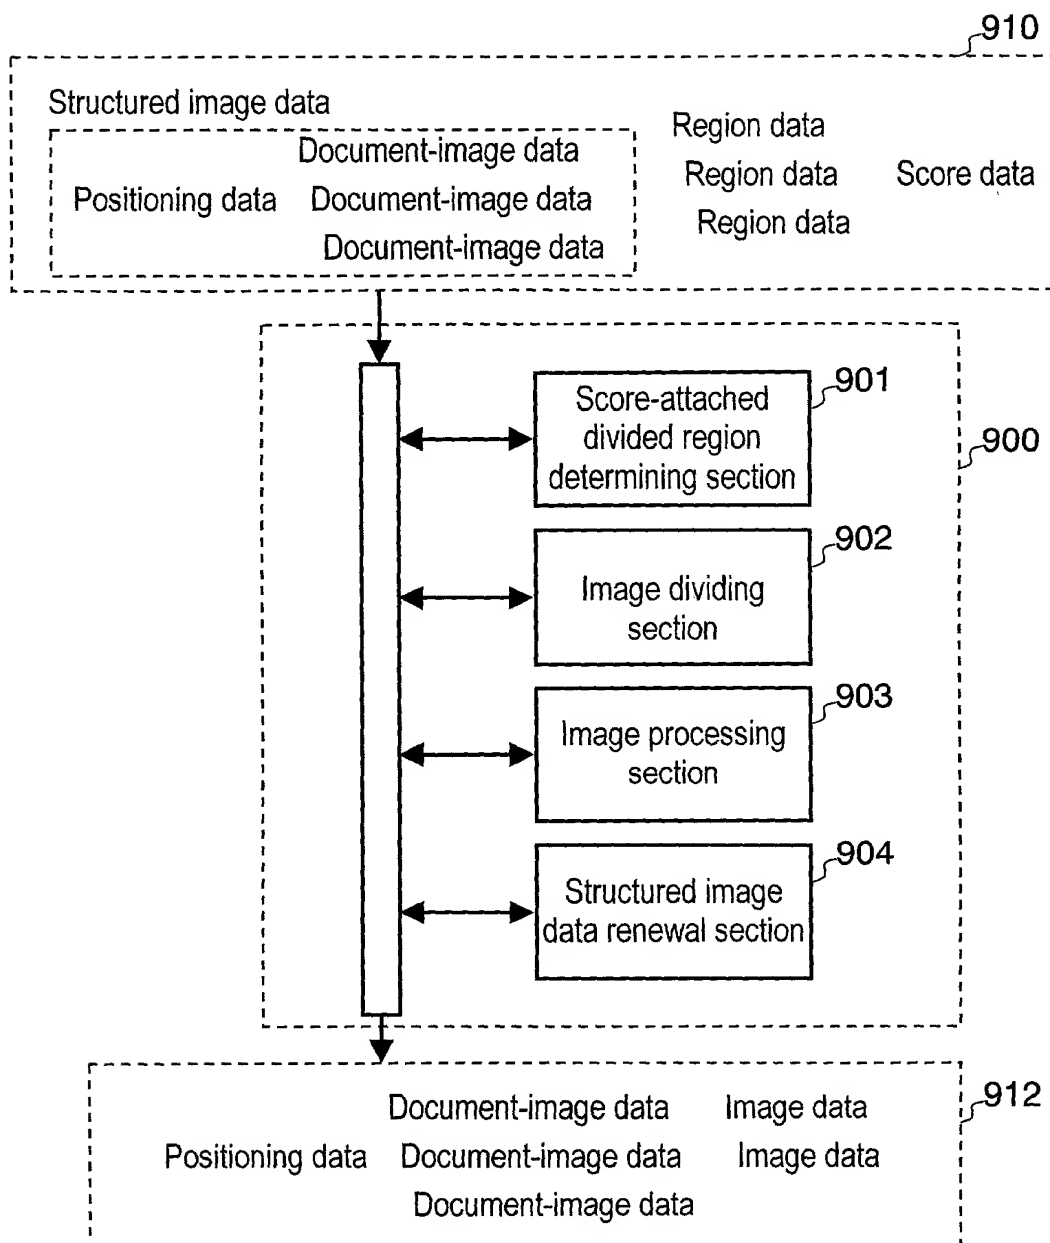 910
Structured image data
Document-image data
Positioning data Document-image data
Document-image data
Region data
Region data Score data
Region data
900
Score-attached
divided region
determining section
901
Image dividing
section
902
Image processing
section
903
Structured image
data renewal section
904
912
Document-image data Image data
Positioning data Document-image data Image data
Document-image data